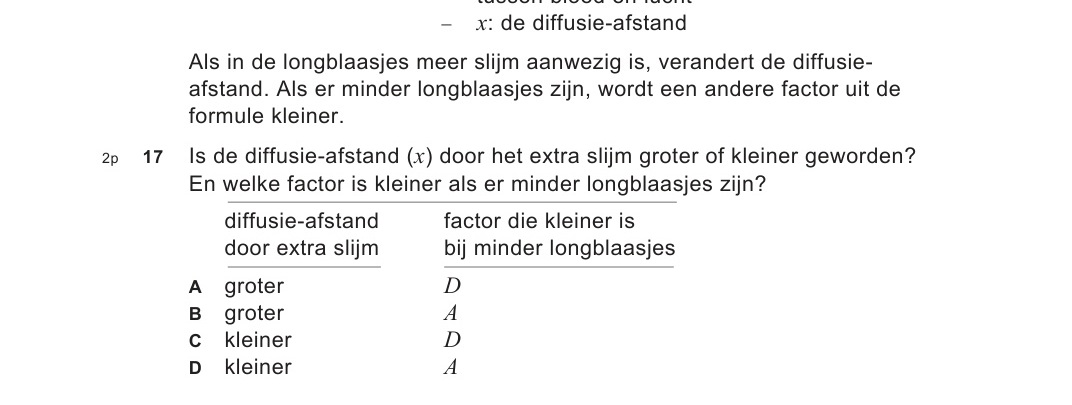 – x: de diffusie-afstand
Als in de longblaasjes meer slijm aanwezig is, verandert de diffusie-
afstand. Als er minder longblaasjes zijn, wordt een andere factor uit de
formule kleiner.
2p 17 Is de diffusie-afstand (x) door het extra slijm groter of kleiner geworden?
En welke factor is kleiner als er minder longblaasjes zijn?
diffusie-afstand factor die kleiner is
door extra slijm bij minder longblaasjes
A groter D
B groter A
C kleiner D
D kleiner A